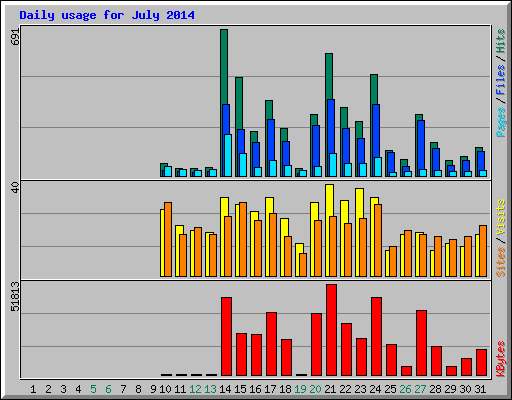 Daily usage for July 2014
691
Pages/Files/Hits
40
Sites/Visits
51813
KBytes
1 2 3 4 5 6 7 8 9 10 11 12 13 14 15 16 17 18 19 20 21 22 23 24 25 26 27 28 29 30 31